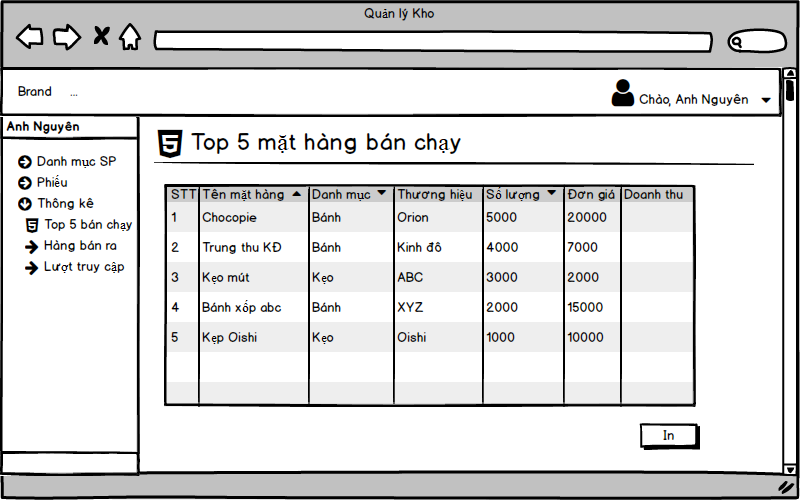 Quản lý Kho
Brand ...
Chào, Anh Nguyên
Anh Nguyên
Danh mục SP
Phiếu
Thông kê
Top 5 bán chạy
Hàng bán ra
Lượt truy cập
5 Top 5 mặt hàng bán chạy
STT Tên mặt hàng Danh mục Thương hiệu Số lượng Đơn giá Doanh thu
1 Chocopie Bánh Orion 5000 20000
2 Trung thu KĐ Bánh Kinh đô 4000 7000
3 Kẹo mút Kẹo ABC 3000 2000
4 Bánh xốp abc Bánh XYZ 2000 15000
5 Kẹp Oishi Kẹo Oishi 1000 10000
In